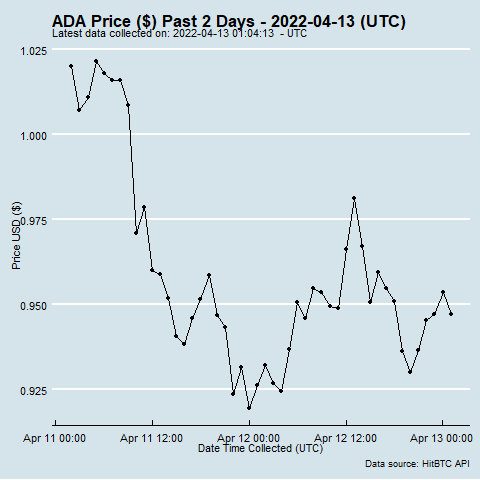 ADA Price ($) Past 2 Days - 2022-04-13 (UTC)
Latest data collected on: 2022-04-13 01:04:13  - UTC
1.025
1.000
0.975
0.950
0.925
Price USD ($)
Apr 11 00:00 Apr 11 12:00 Apr 12 00:00 Apr 12 12:00 Apr 13 00:00
Date Time Collected (UTC)
Data source: HitBTC API